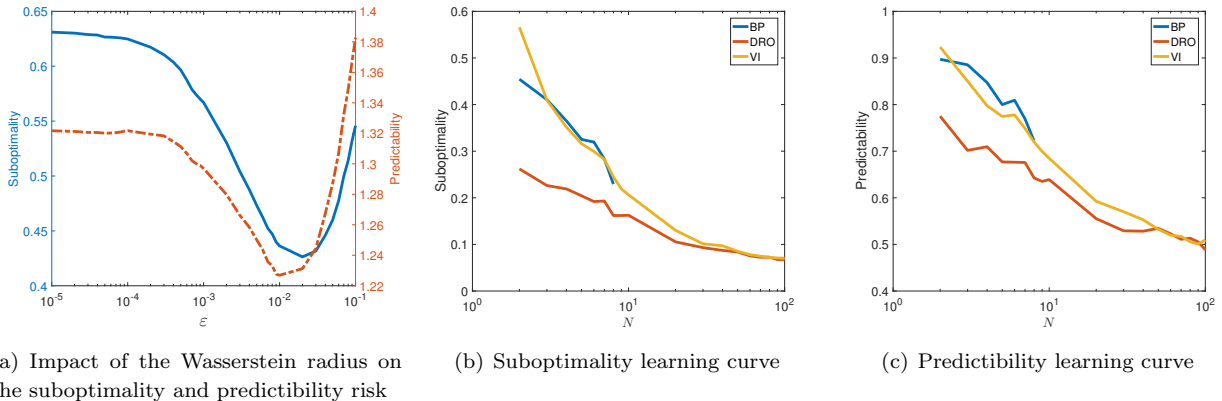 1.4
0.65
1.38
0.6
1.36
1.34
0.55
1.32
1.3
0.5
1.28
1.26
0.45
1.24
0.4
1.22
Suboptimality
Predictability
10-5
10-4
10-3
10-2
10-1
ε
0.6
0.5
0.4
0.3
0.2
0.1
0
Suboptimality
BP
DRO
VI
100
101
102
N
1
0.9
0.8
0.7
0.6
0.5
0.4
Predictability
BP
DRO
VI
100
101
102
N
a) Impact of the Wasserstein radius on
he suboptimality and predictibility risk
(b) Suboptimality learning curve
(c) Predictibility learning curve